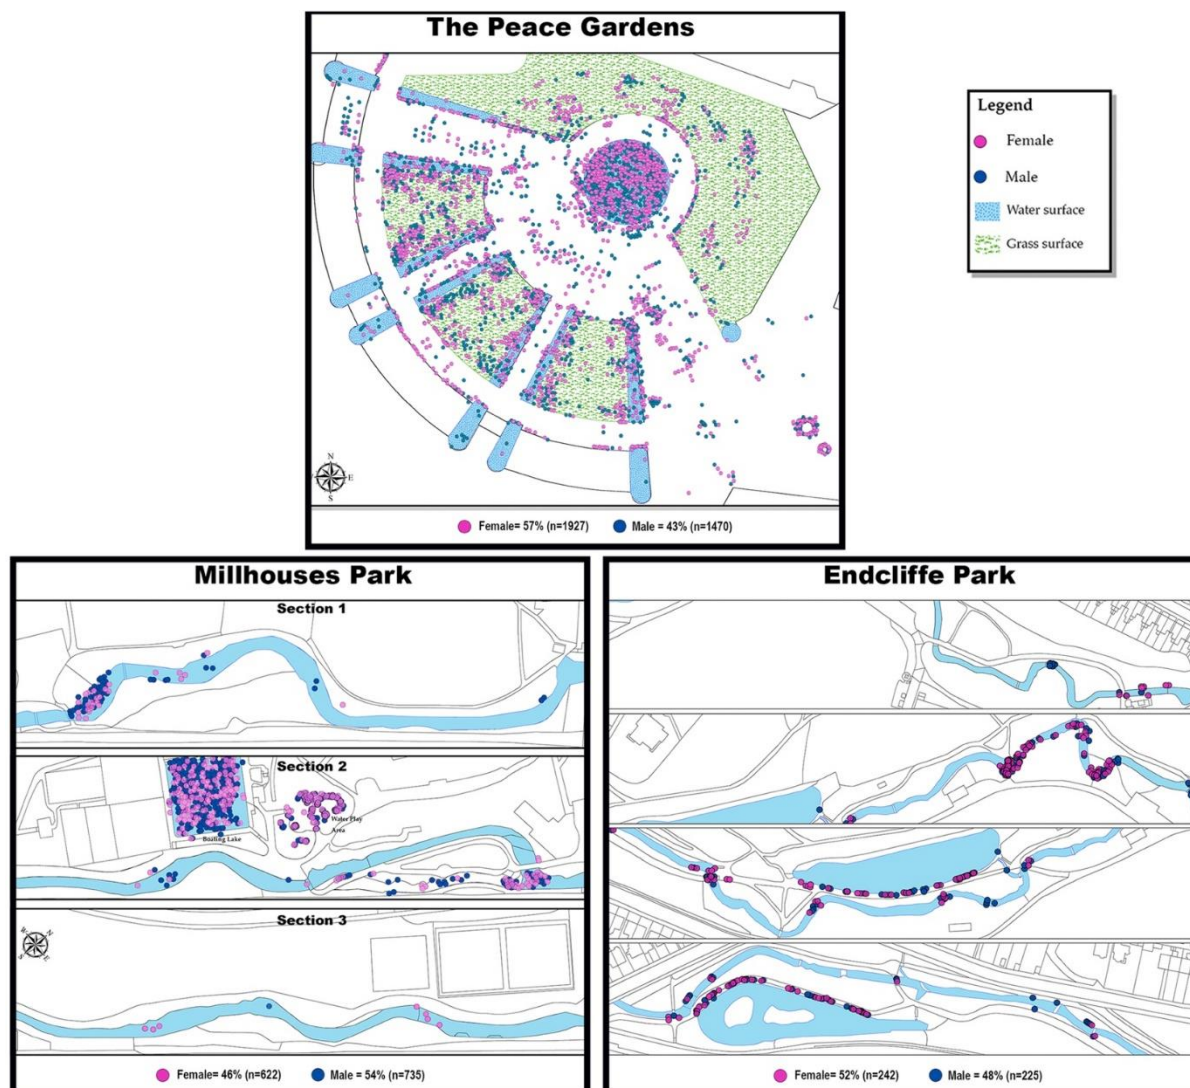 The Peace Gardens
Legend
Female
Male
Water surface
Grass surface
N
E
S
Female= 57% (n=1927) Male = 43% (n=1470)
Millhouses Park
Section 1
Section 2
Water Play
Area
Boating Lake
Section 3
W N
S E
Female= 46% (n=622) Male = 54% (n=735)
Endcliffe Park
Female= 52% (n=242) Male = 48% (n=225)